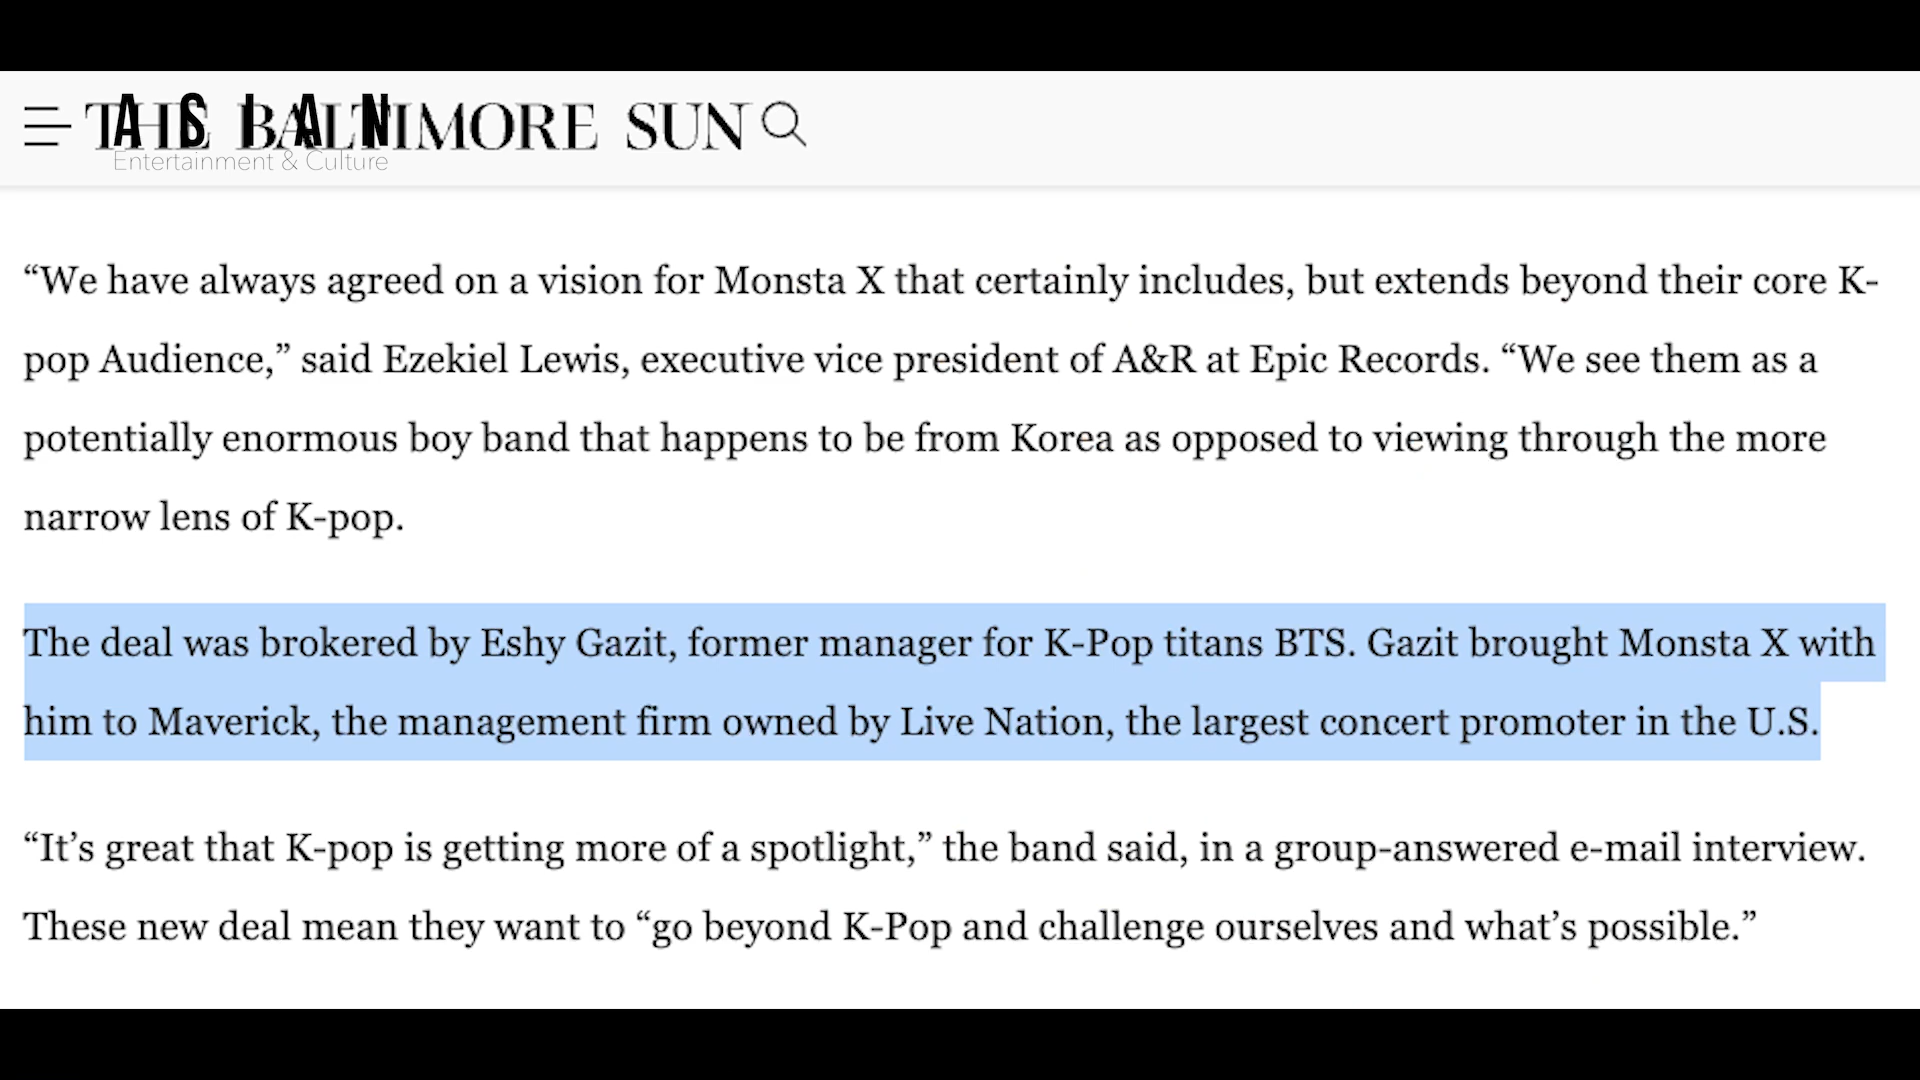 THE BALTIMORE SUN
ASIAN
Entertainment & Culture
“We have always agreed on a vision for Monsta X that certainly includes, but extends beyond their core K-
pop Audience,” said Ezekiel Lewis, executive vice president of A&R at Epic Records. “We see them as a
potentially enormous boy band that happens to be from Korea as opposed to viewing through the more
narrow lens of K-pop.
The deal was brokered by Eshy Gazit, former manager for K-Pop titans BTS. Gazit brought Monsta X with
him to Maverick, the management firm owned by Live Nation, the largest concert promoter in the U.S.
“It’s great that K-pop is getting more of a spotlight,” the band said, in a group-answered e-mail interview.
These new deal mean they want to “go beyond K-Pop and challenge ourselves and what’s possible.”